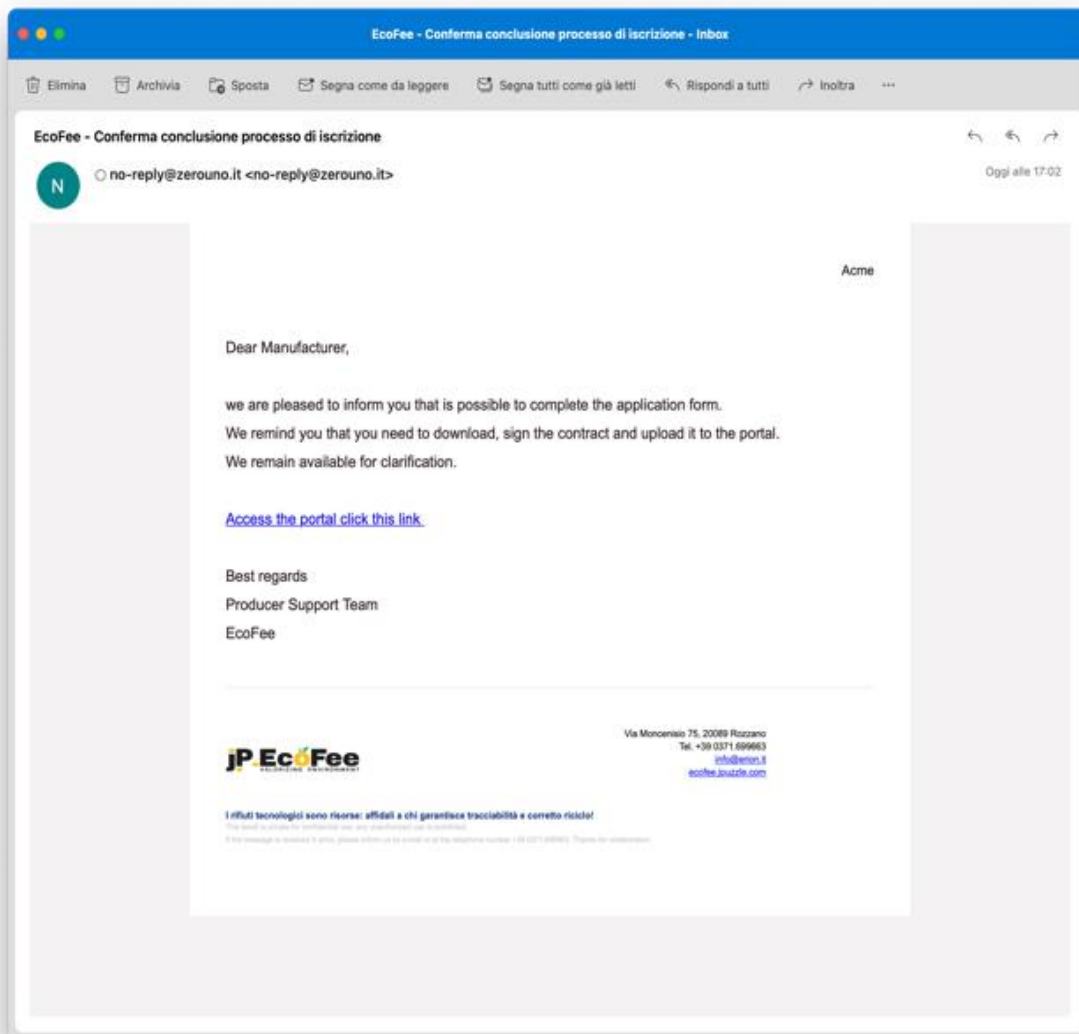 EcoFee - Conferma conclusione processo di iscrizione - Inbox
Elimina Archivia Sposta Segna come da leggere Segna tutti come già letti Rispondi a tutti Inoltra ...
EcoFee - Conferma conclusione processo di iscrizione
N
no-reply@zerouno.it <no-reply@zerouno.it>
Oggi alle 17:02
Acme
Dear Manufacturer,
we are pleased to inform you that is possible to complete the application form.
We remind you that you need to download, sign the contract and upload it to the portal.
We remain available for clarification.
Access the portal click this link
Best regards
Producer Support Team
EcoFee
jP.EcoFee
VALORIZING ENVIRONMENT
Via Moncenisio 75, 20089 Rozzano
Tel. +39 0371.699663
info@erion.it
ecofee.jpuzzle.com
I rifiuti tecnologici sono risorse: affidali a chi garantisce tracciabilità e corretto riciclo!